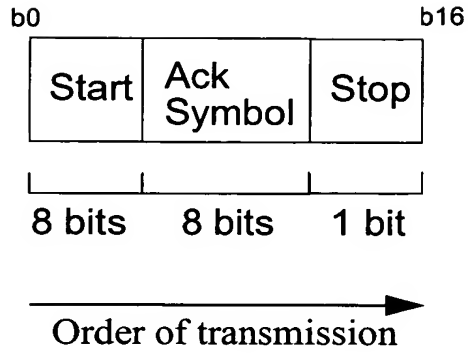 b0 b16
Start Ack Symbol Stop
8 bits 8 bits 1 bit
Order of transmission